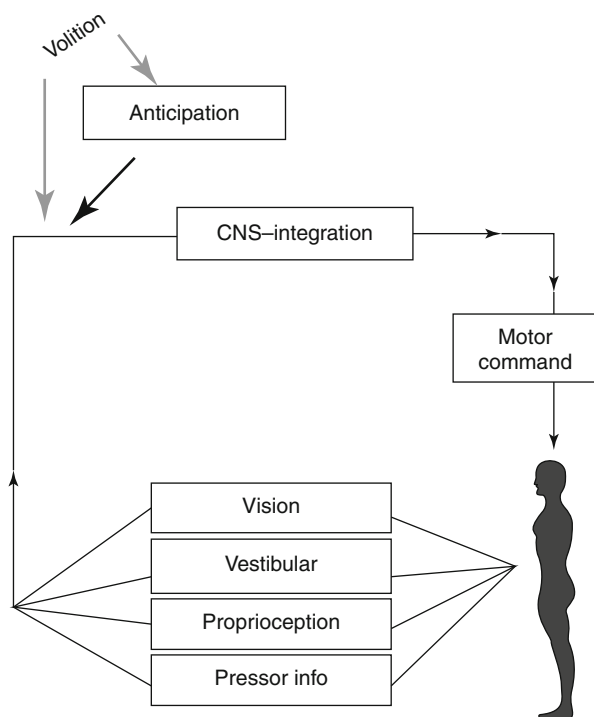 Volition
Anticipation
CNS–integration
Motor
command
Vision
Vestibular
Proprioception
Pressor info